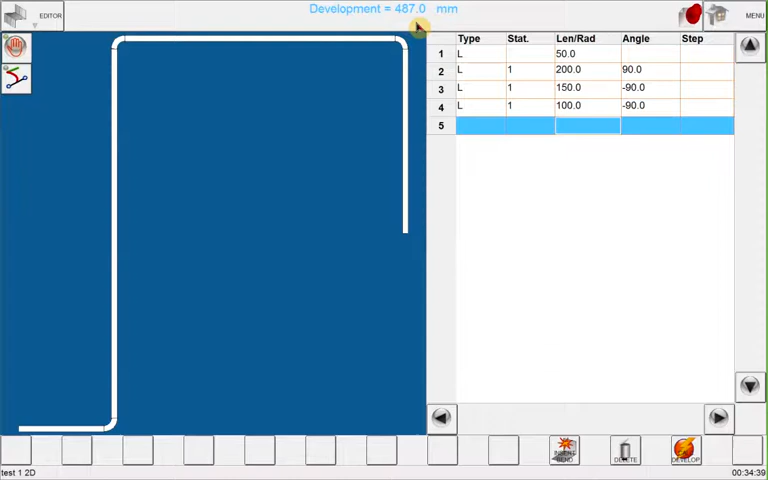 Development = 487.0 mm
EDITOR
MENU
Type Stat. Len/Rad Angle Step
1 L 50.0
2 L 1 200.0 90.0
3 L 1 150.0 -90.0
4 L 1 100.0 -90.0
5
INSERT BEND
DELETE
DEVELOP
test 1 2D
00:34:39